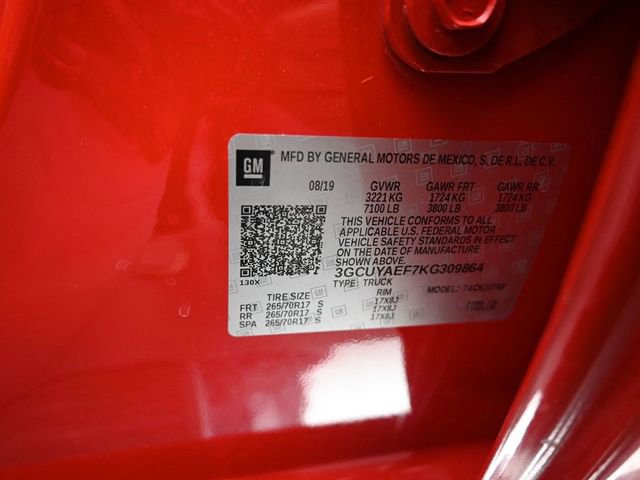 GM
MFD BY GENERAL MOTORS DE MEXICO, S. DE R.L. DE C.V.
08/19 GVWR GAWR FRT GAWR RR
3221 KG 1724 KG 1724 KG
7100 LB 3800 LB 3800 LB
THIS VEHICLE CONFORMS TO ALL
APPLICABLE U.S. FEDERAL MOTOR
VEHICLE SAFETY STANDARDS IN EFFECT
ON THE DATE OF MANUFACTURE
SHOWN ABOVE.
3GCUYAEF7KG309864
130X
TYPE: TRUCK MODEL:
TIRE SIZE RIM
FRT 265/70R17 S 17X8J
RR 265/70R17 S 17X8J
SPA 265/70R17 S 17X8J